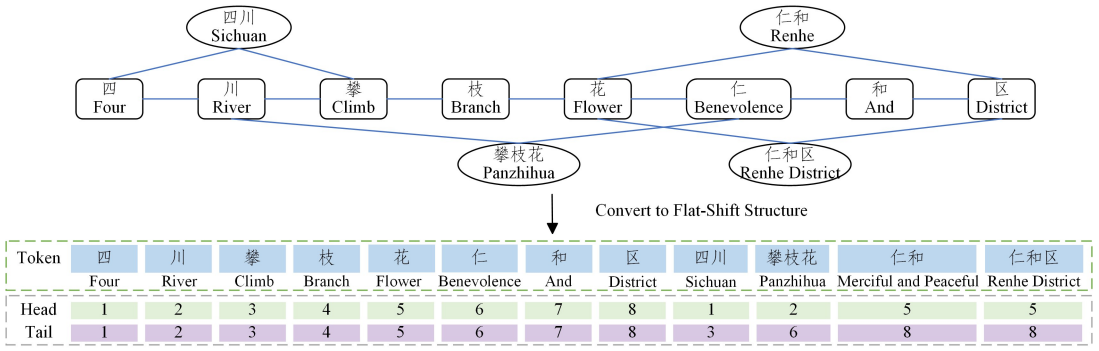 四川
Sichuan
仁和
Renhe
四
Four
川
River
攀
Climb
枝
Branch
花
Flower
仁
Benevolence
和
And
区
District
攀枝花
Panzhihua
仁和区
Renhe District
Convert to Flat-Shift Structure
Token 四 川 攀 枝 花 仁 和 区 四川 攀枝花 仁和 仁和区
Four River Climb Branch Flower Benevolence And District Sichuan Panzhihua Merciful and Peaceful Renhe District
Head 1 2 3 4 5 6 7 8 1 2 5 5
Tail 1 2 3 4 5 6 7 8 3 6 8 8